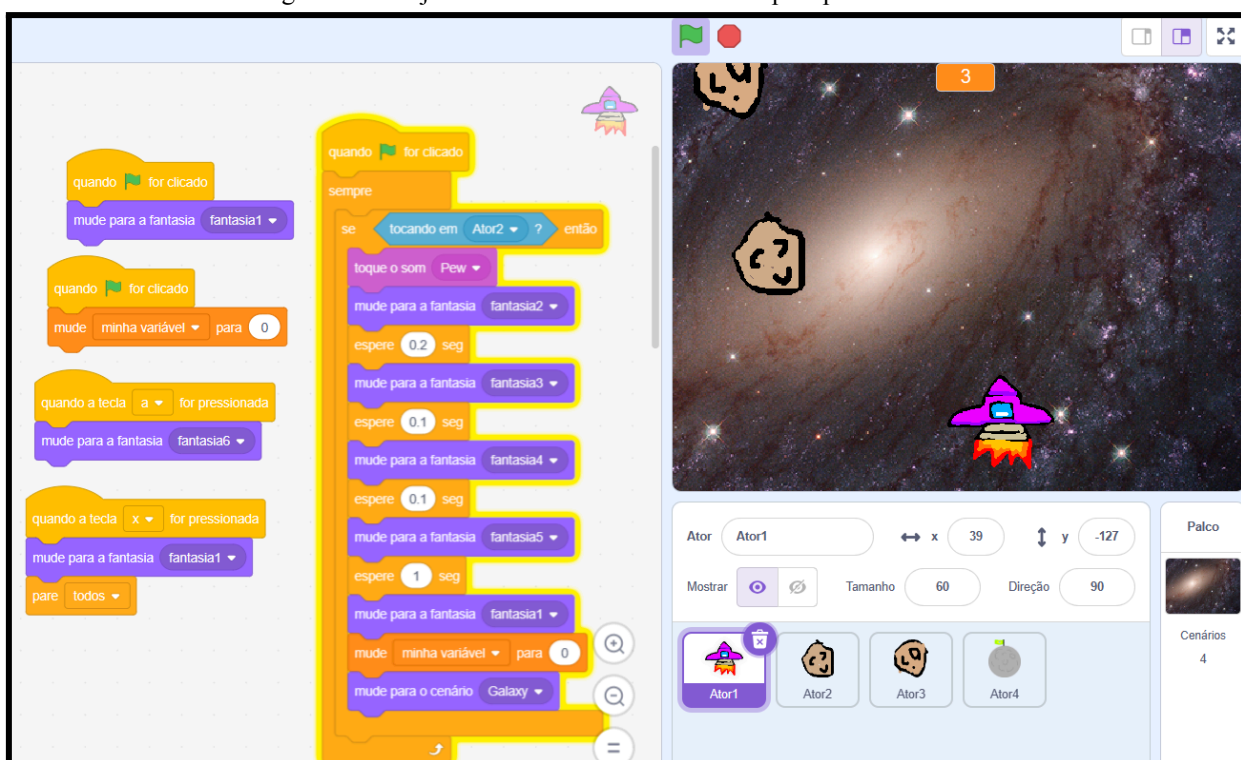 3
quando for clicado
mude para a fantasia fantasia1
quando for clicado
mude minha variável para 0
quando a tecla a for pressionada
mude para a fantasia fantasia6
quando a tecla x for pressionada
mude para a fantasia fantasia1
pare todos
quando for clicado
sempre
se tocando em Ator2 ? então
toque o som Pew
mude para a fantasia fantasia2
espere 0.2 seg
mude para a fantasia fantasia3
espere 0.1 seg
mude para a fantasia fantasia4
espere 0.1 seg
mude para a fantasia fantasia5
espere 1 seg
mude para a fantasia fantasia1
mude minha variável para 0
mude para o cenário Galaxy
Ator Ator1 x 39 y -127
Mostrar Tamanho 60 Direção 90
Ator1 Ator2 Ator3 Ator4
Palco
Cenários
4